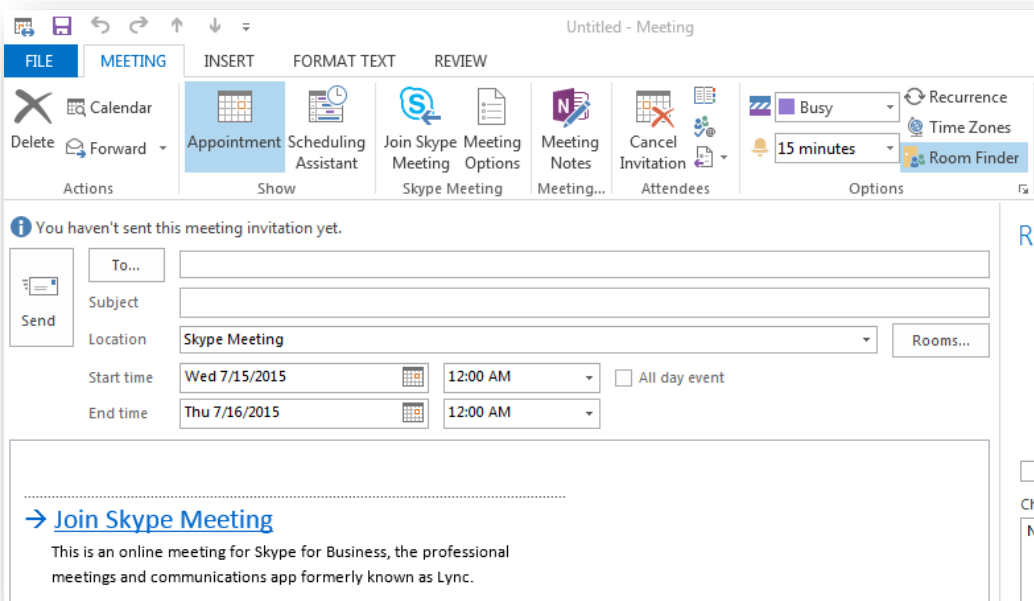 Untitled - Meeting
FILE MEETING INSERT FORMAT TEXT REVIEW
Delete
Calendar
Forward
Actions
Appointment
Scheduling
Assistant
Show
Join Skype
Meeting
Meeting
Options
Skype Meeting
Meeting
Notes
Meeting...
Cancel
Invitation
Attendees
Busy
15 minutes
Recurrence
Time Zones
Room Finder
Options
You haven't sent this meeting invitation yet.
R
Send
To...
Subject
Location Skype Meeting Rooms...
Start time Wed 7/15/2015 12:00 AM All day event
End time Thu 7/16/2015 12:00 AM
→ Join Skype Meeting
This is an online meeting for Skype for Business, the professional
meetings and communications app formerly known as Lync.